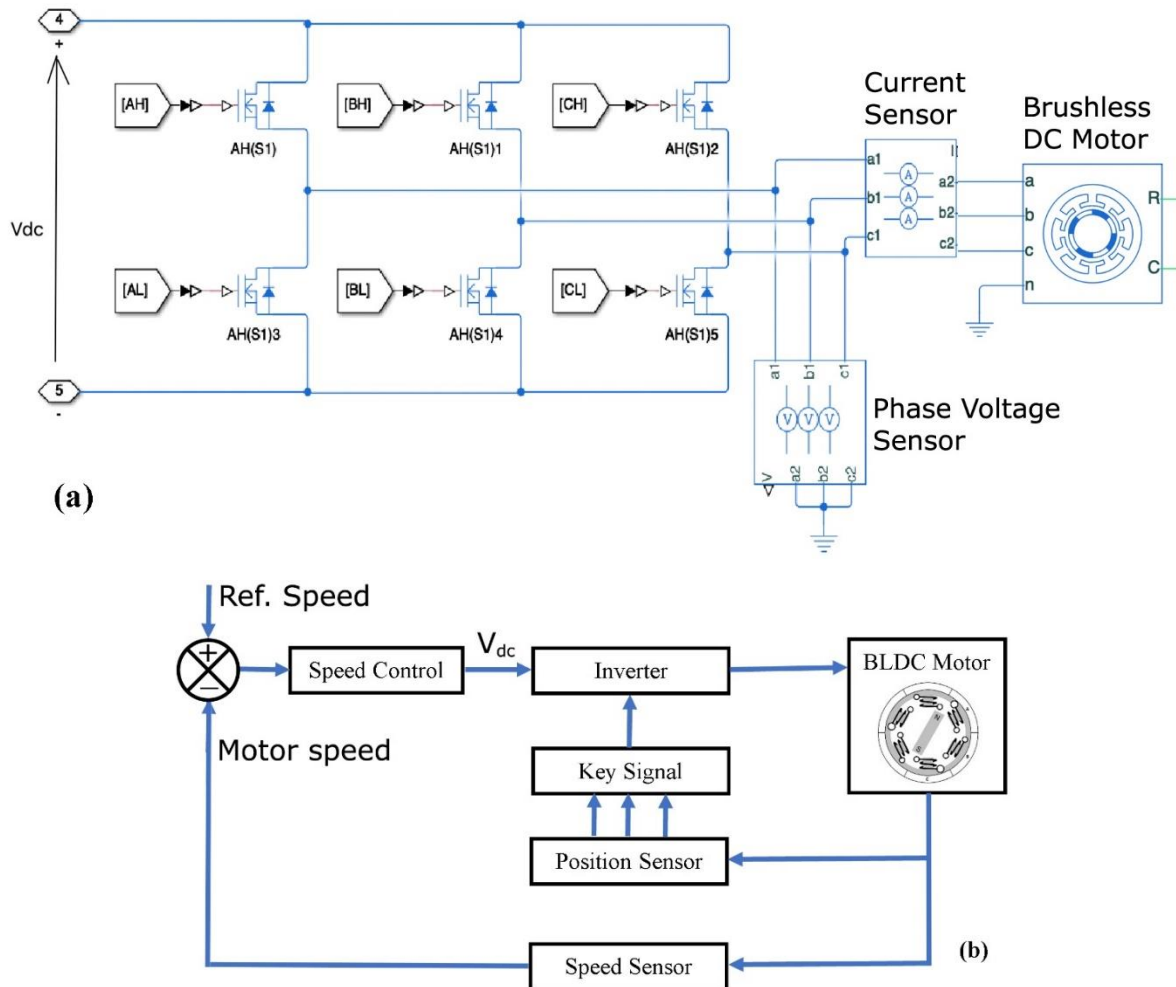 4
+
[AH]
[BH]
[CH]
AH(S1)
AH(S1)1
AH(S1)2
Current
Sensor
Brushless
DC Motor
I
a1
a2
a
b1
b2
b
c1
c2
c
n
R
C
Vdc
[AL]
[BL]
[CL]
AH(S1)3
AH(S1)4
AH(S1)5
A
A
A
5
-
a1
b1
c1
V
V
V
V
a2
b2
c2
Phase Voltage
Sensor
(a)
Ref. Speed
+
−
Speed Control
Vdc
Inverter
BLDC Motor
N
S
Motor speed
Key Signal
Position Sensor
Speed Sensor
(b)